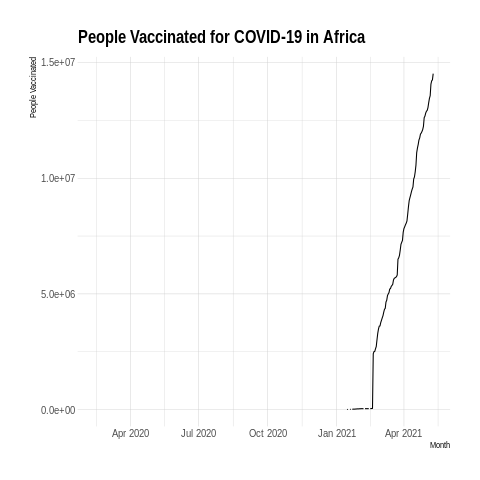 People Vaccinated for COVID-19 in Africa
People Vaccinated
1.5e+07
1.0e+07
5.0e+06
0.0e+00
Apr 2020
Jul 2020
Oct 2020
Jan 2021
Apr 2021
Month